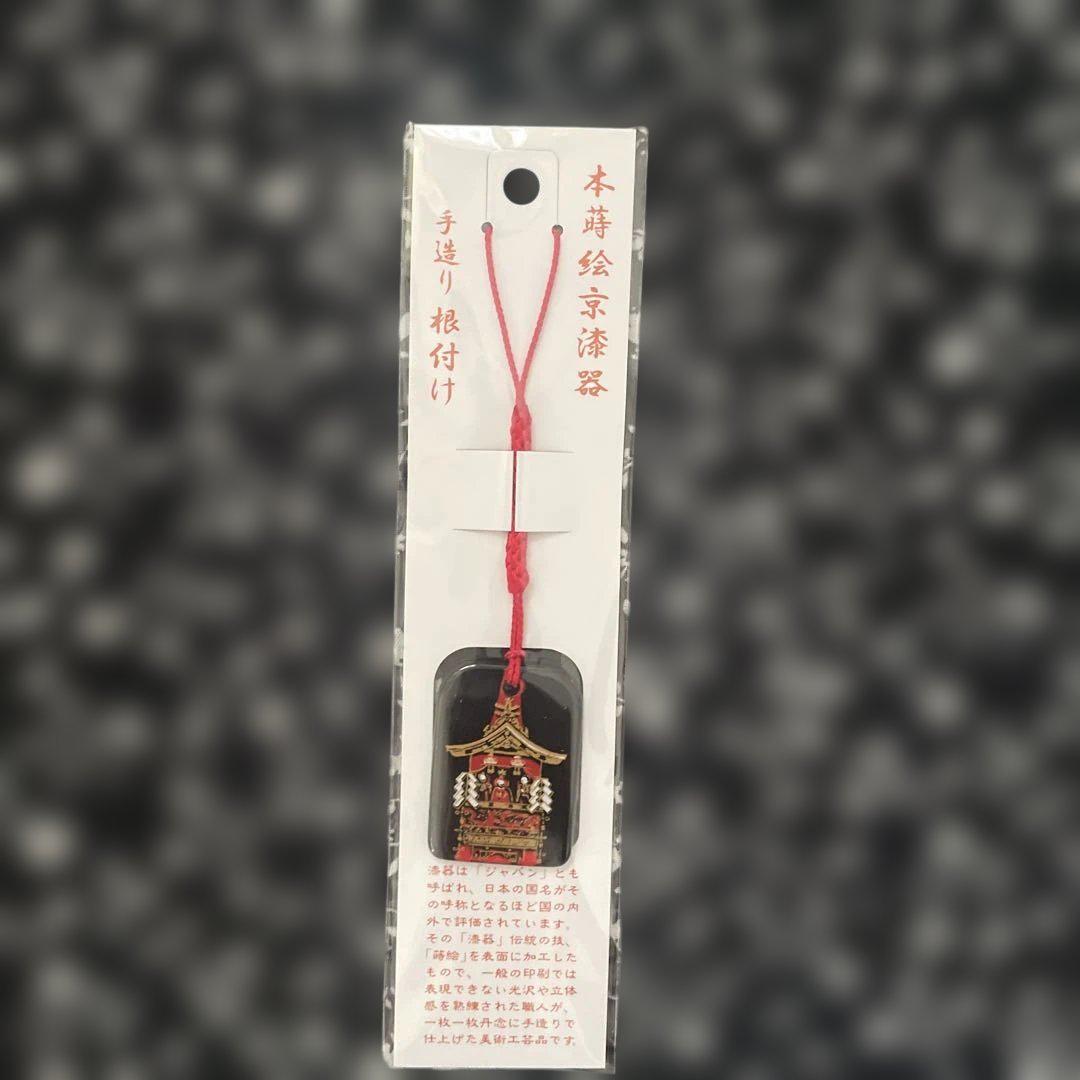 本蒔絵京漆器
手造り根付け
漆器は「ジャパン」とも
呼ばれ、日本の国名がそ
の呼称となるほど国の内
外で評価されています。
その「漆器」伝統の技、
「蒔絵」を表面に加工した
もので、一般の印刷では
表現できない光沢や立体
感を熟練された職人が、
一枚一枚丹念に手造りで
仕上げた美術工芸品です。